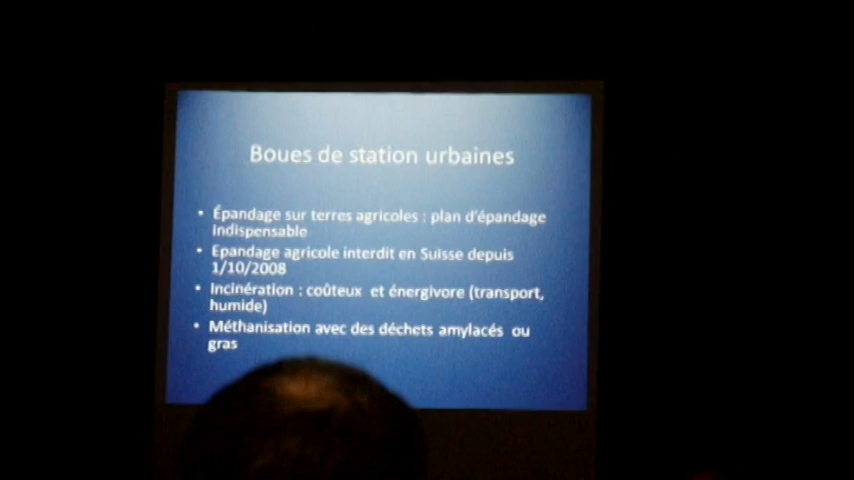 Boues de station urbaines
• Épandage sur terres agricoles : plan d'épandage
indispensable
• Epandage agricole interdit en Suisse depuis
1/10/2008
• Incinération : coûteux et énergivore (transport,
humide)
• Méthanisation avec des déchets amylacés ou
gras